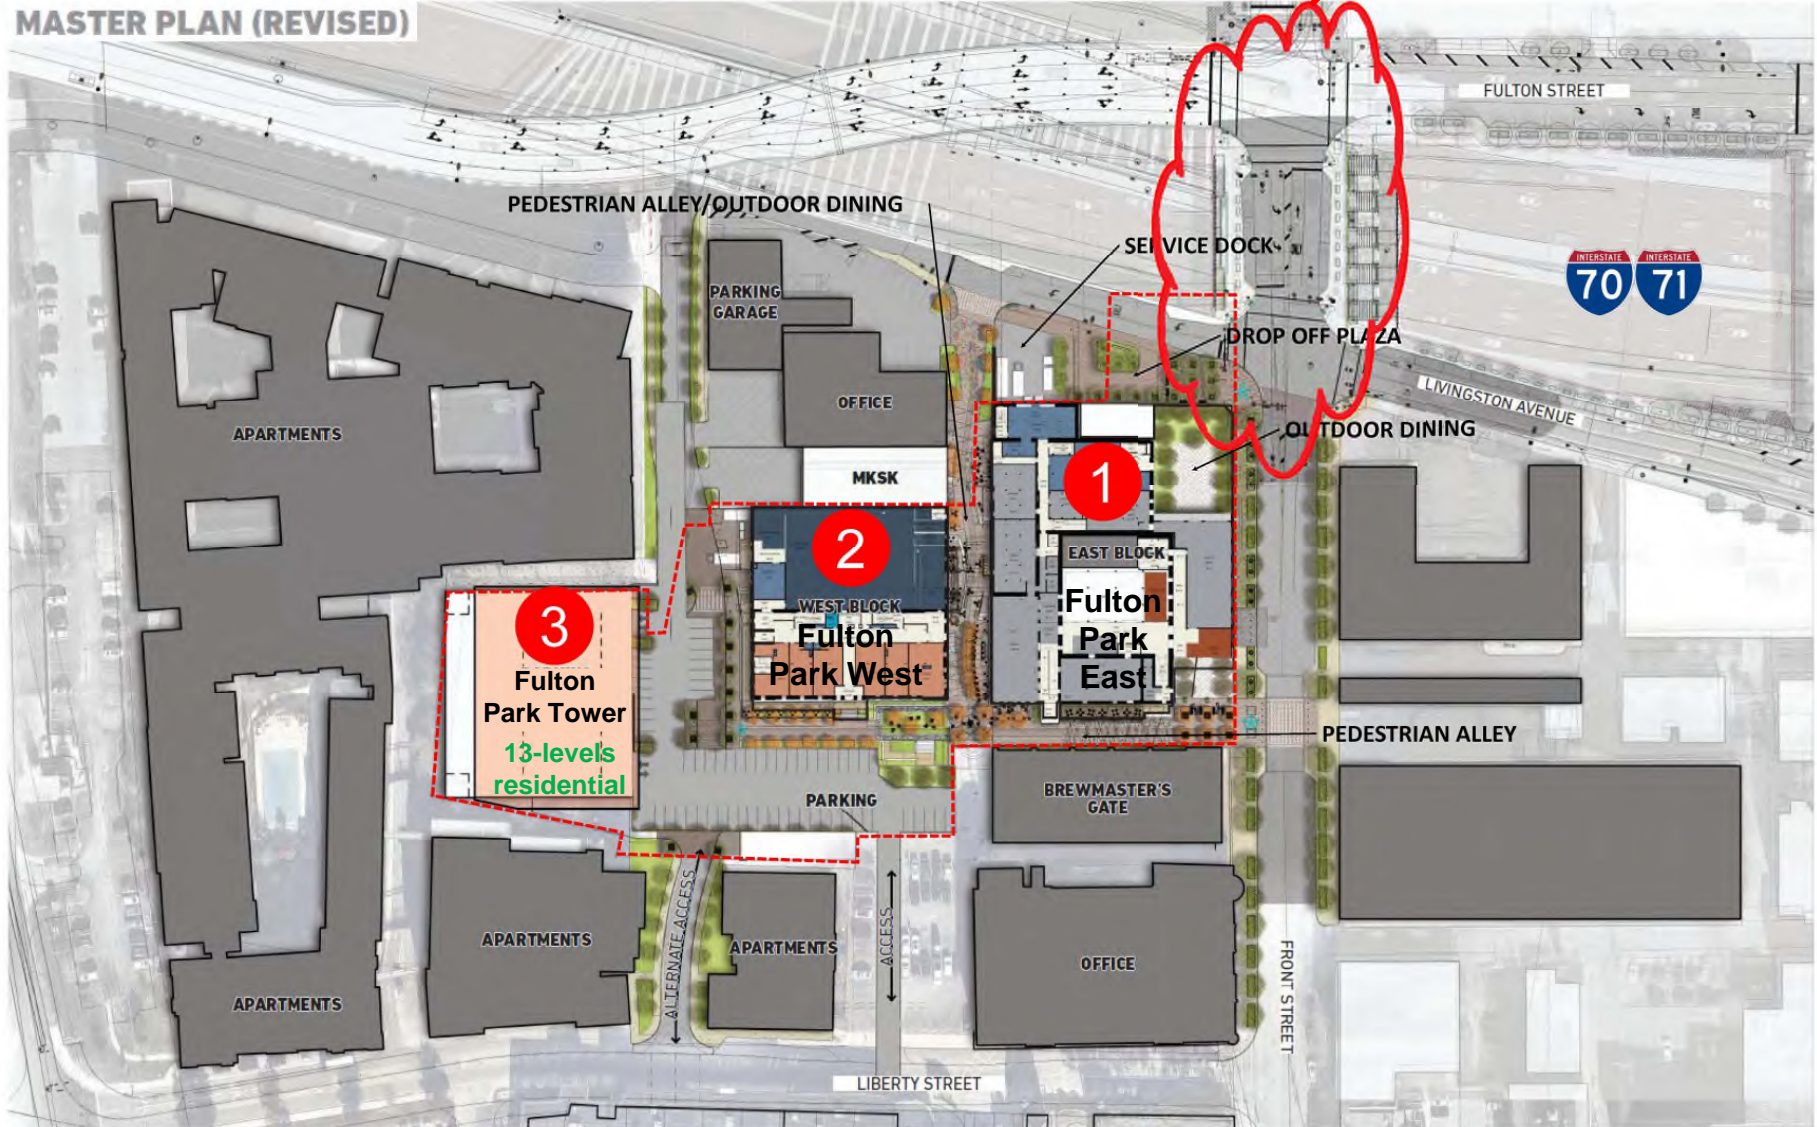 MASTER PLAN (REVISED)
FULTON STREET
PEDESTRIAN ALLEY/OUTDOOR DINING
SERVICE DOCK
INTERSTATE
70
INTERSTATE
71
PARKING
GARAGE
DROP OFF PLAZA
LIVINGSTON AVENUE
OFFICE
APARTMENTS
OUTDOOR DINING
MKSK
1
2
EAST BLOCK
WEST BLOCK
Fulton
Park
East
Fulton
Park West
3
Fulton
Park Tower
13-levels
residential
PEDESTRIAN ALLEY
PARKING
BREWMASTER'S
GATE
APARTMENTS
ALTERNATE ACCESS
APARTMENTS
ACCESS
OFFICE
FRONT STREET
APARTMENTS
LIBERTY STREET